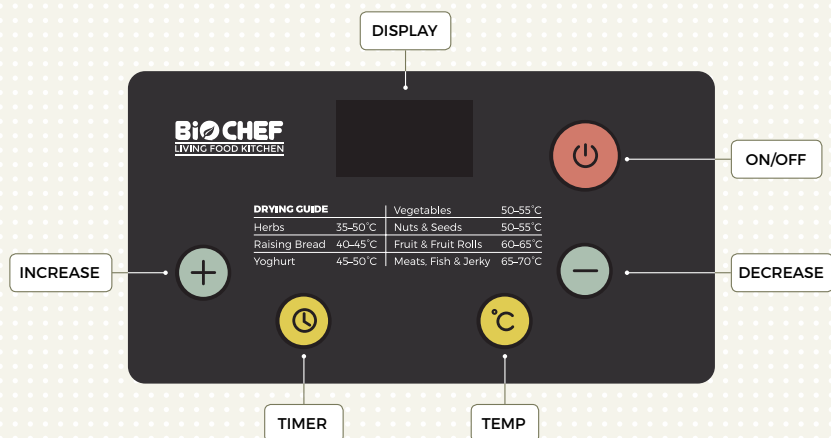 DISPLAY
BiO CHEF
LIVING FOOD KITCHEN
ON/OFF
DRYING GUIDE Vegetables 50–55°C
Herbs 35–50°C Nuts & Seeds 50–55°C
Raising Bread 40–45°C Fruit & Fruit Rolls 60–65°C
Yoghurt 45–50°C Meats, Fish & Jerky 65–70°C
INCREASE
DECREASE
°C
TIMER
TEMP